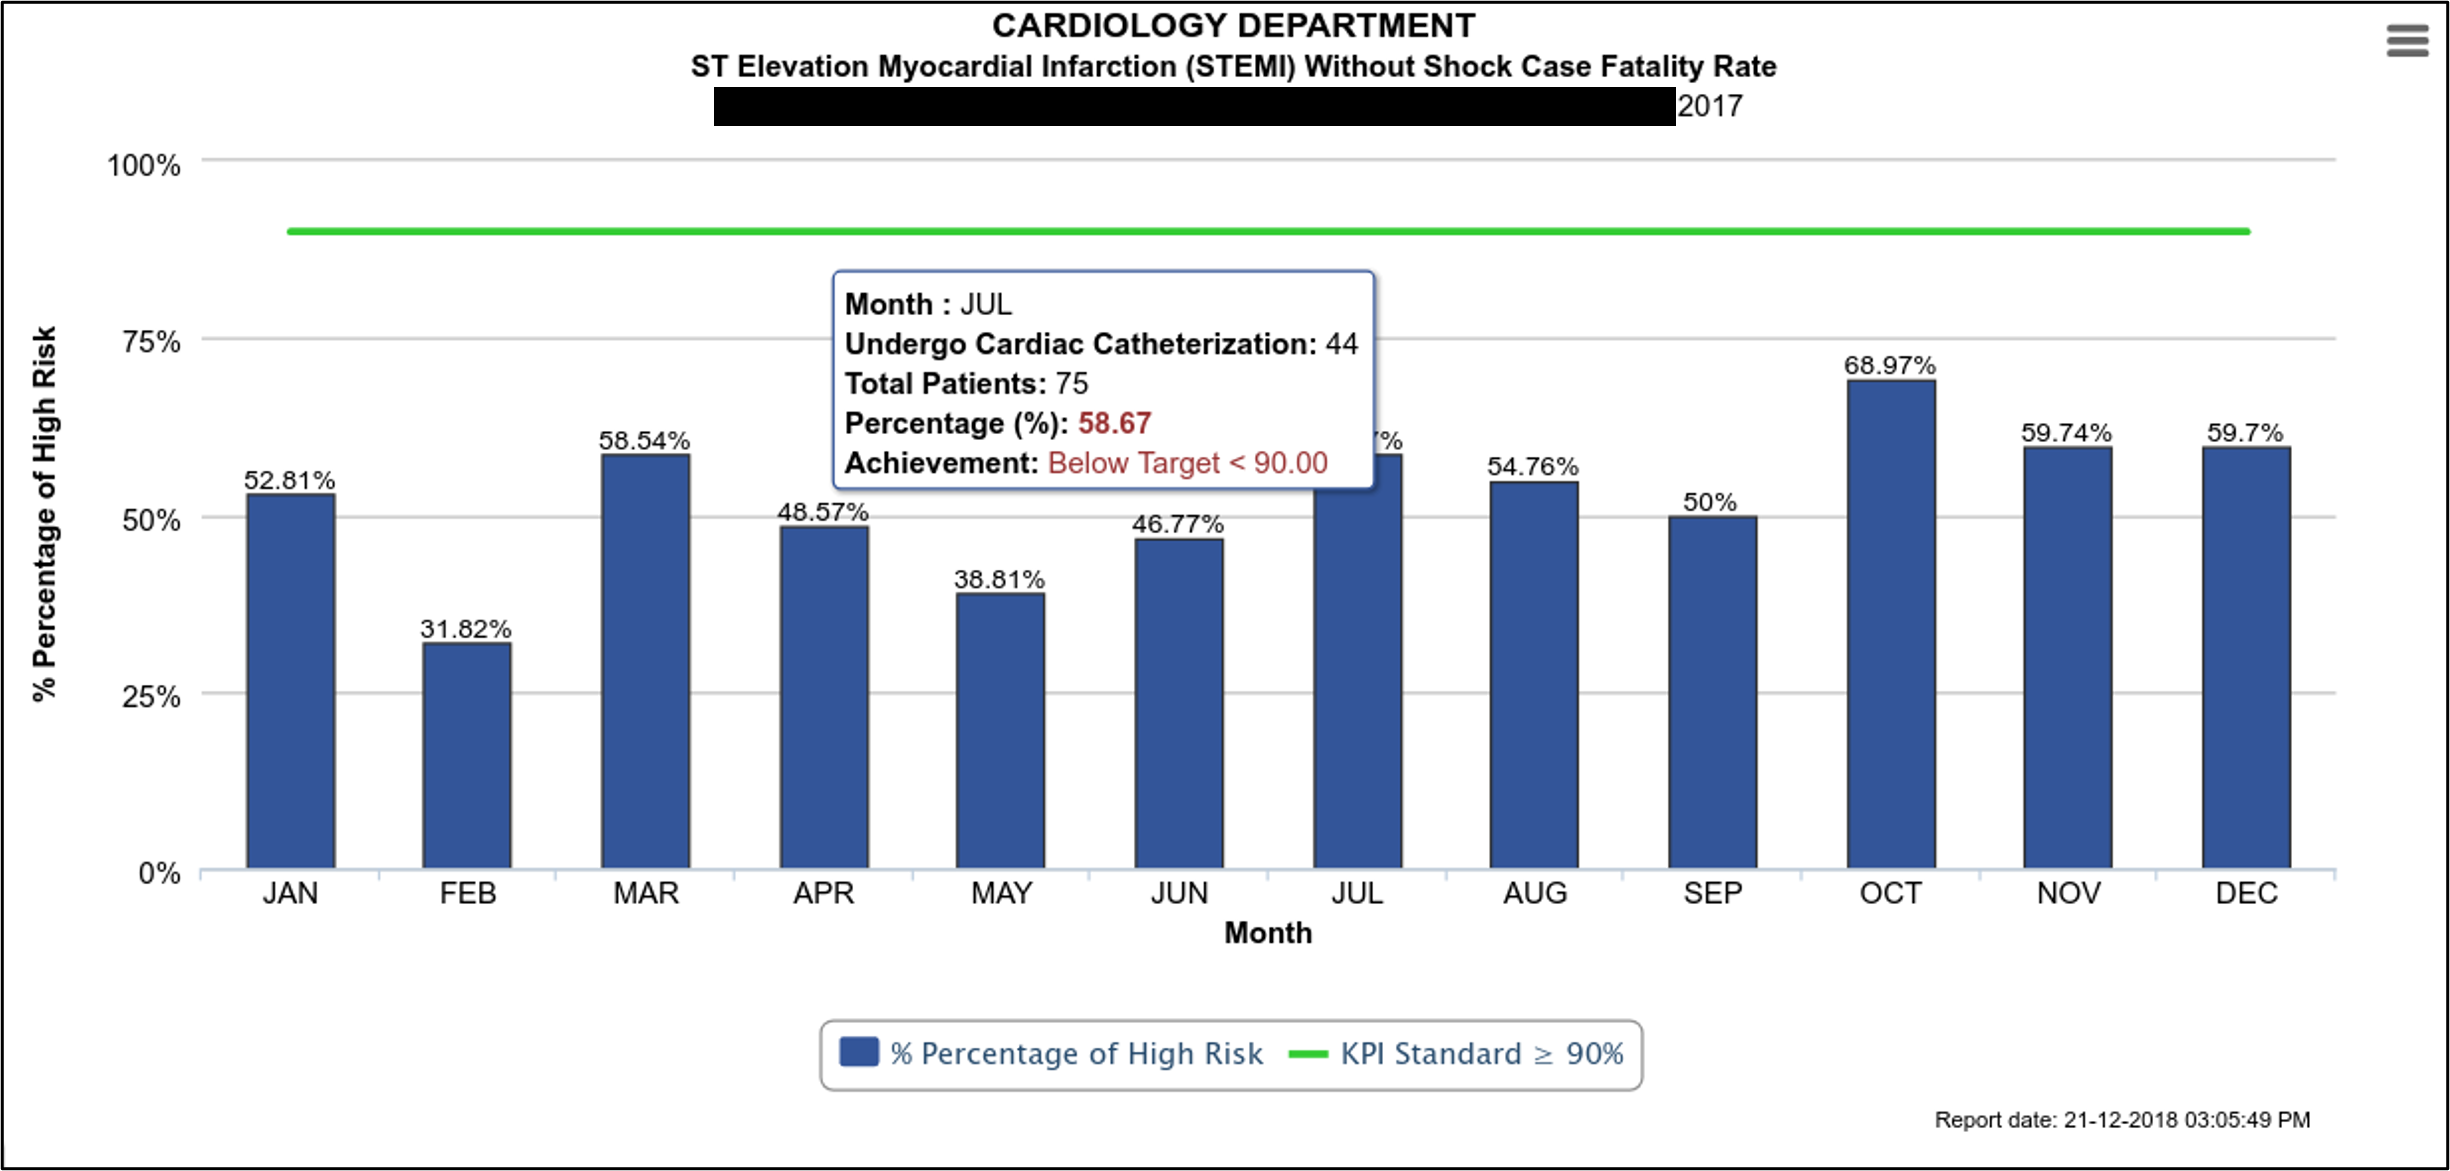 CARDIOLOGY DEPARTMENT
ST Elevation Myocardial Infarction (STEMI) Without Shock Case Fatality Rate
2017
% Percentage of High Risk
100%
75%
50%
25%
0%
Month : JUL
Undergo Cardiac Catheterization: 44
Total Patients: 75
Percentage (%): 58.67
Achievement: Below Target < 90.00
52.81%
31.82%
58.54%
48.57%
38.81%
46.77%
7%
54.76%
50%
68.97%
59.74%
59.7%
JAN FEB MAR APR MAY JUN JUL AUG SEP OCT NOV DEC
Month
% Percentage of High Risk KPI Standard ≥ 90%
Report date: 21-12-2018 03:05:49 PM